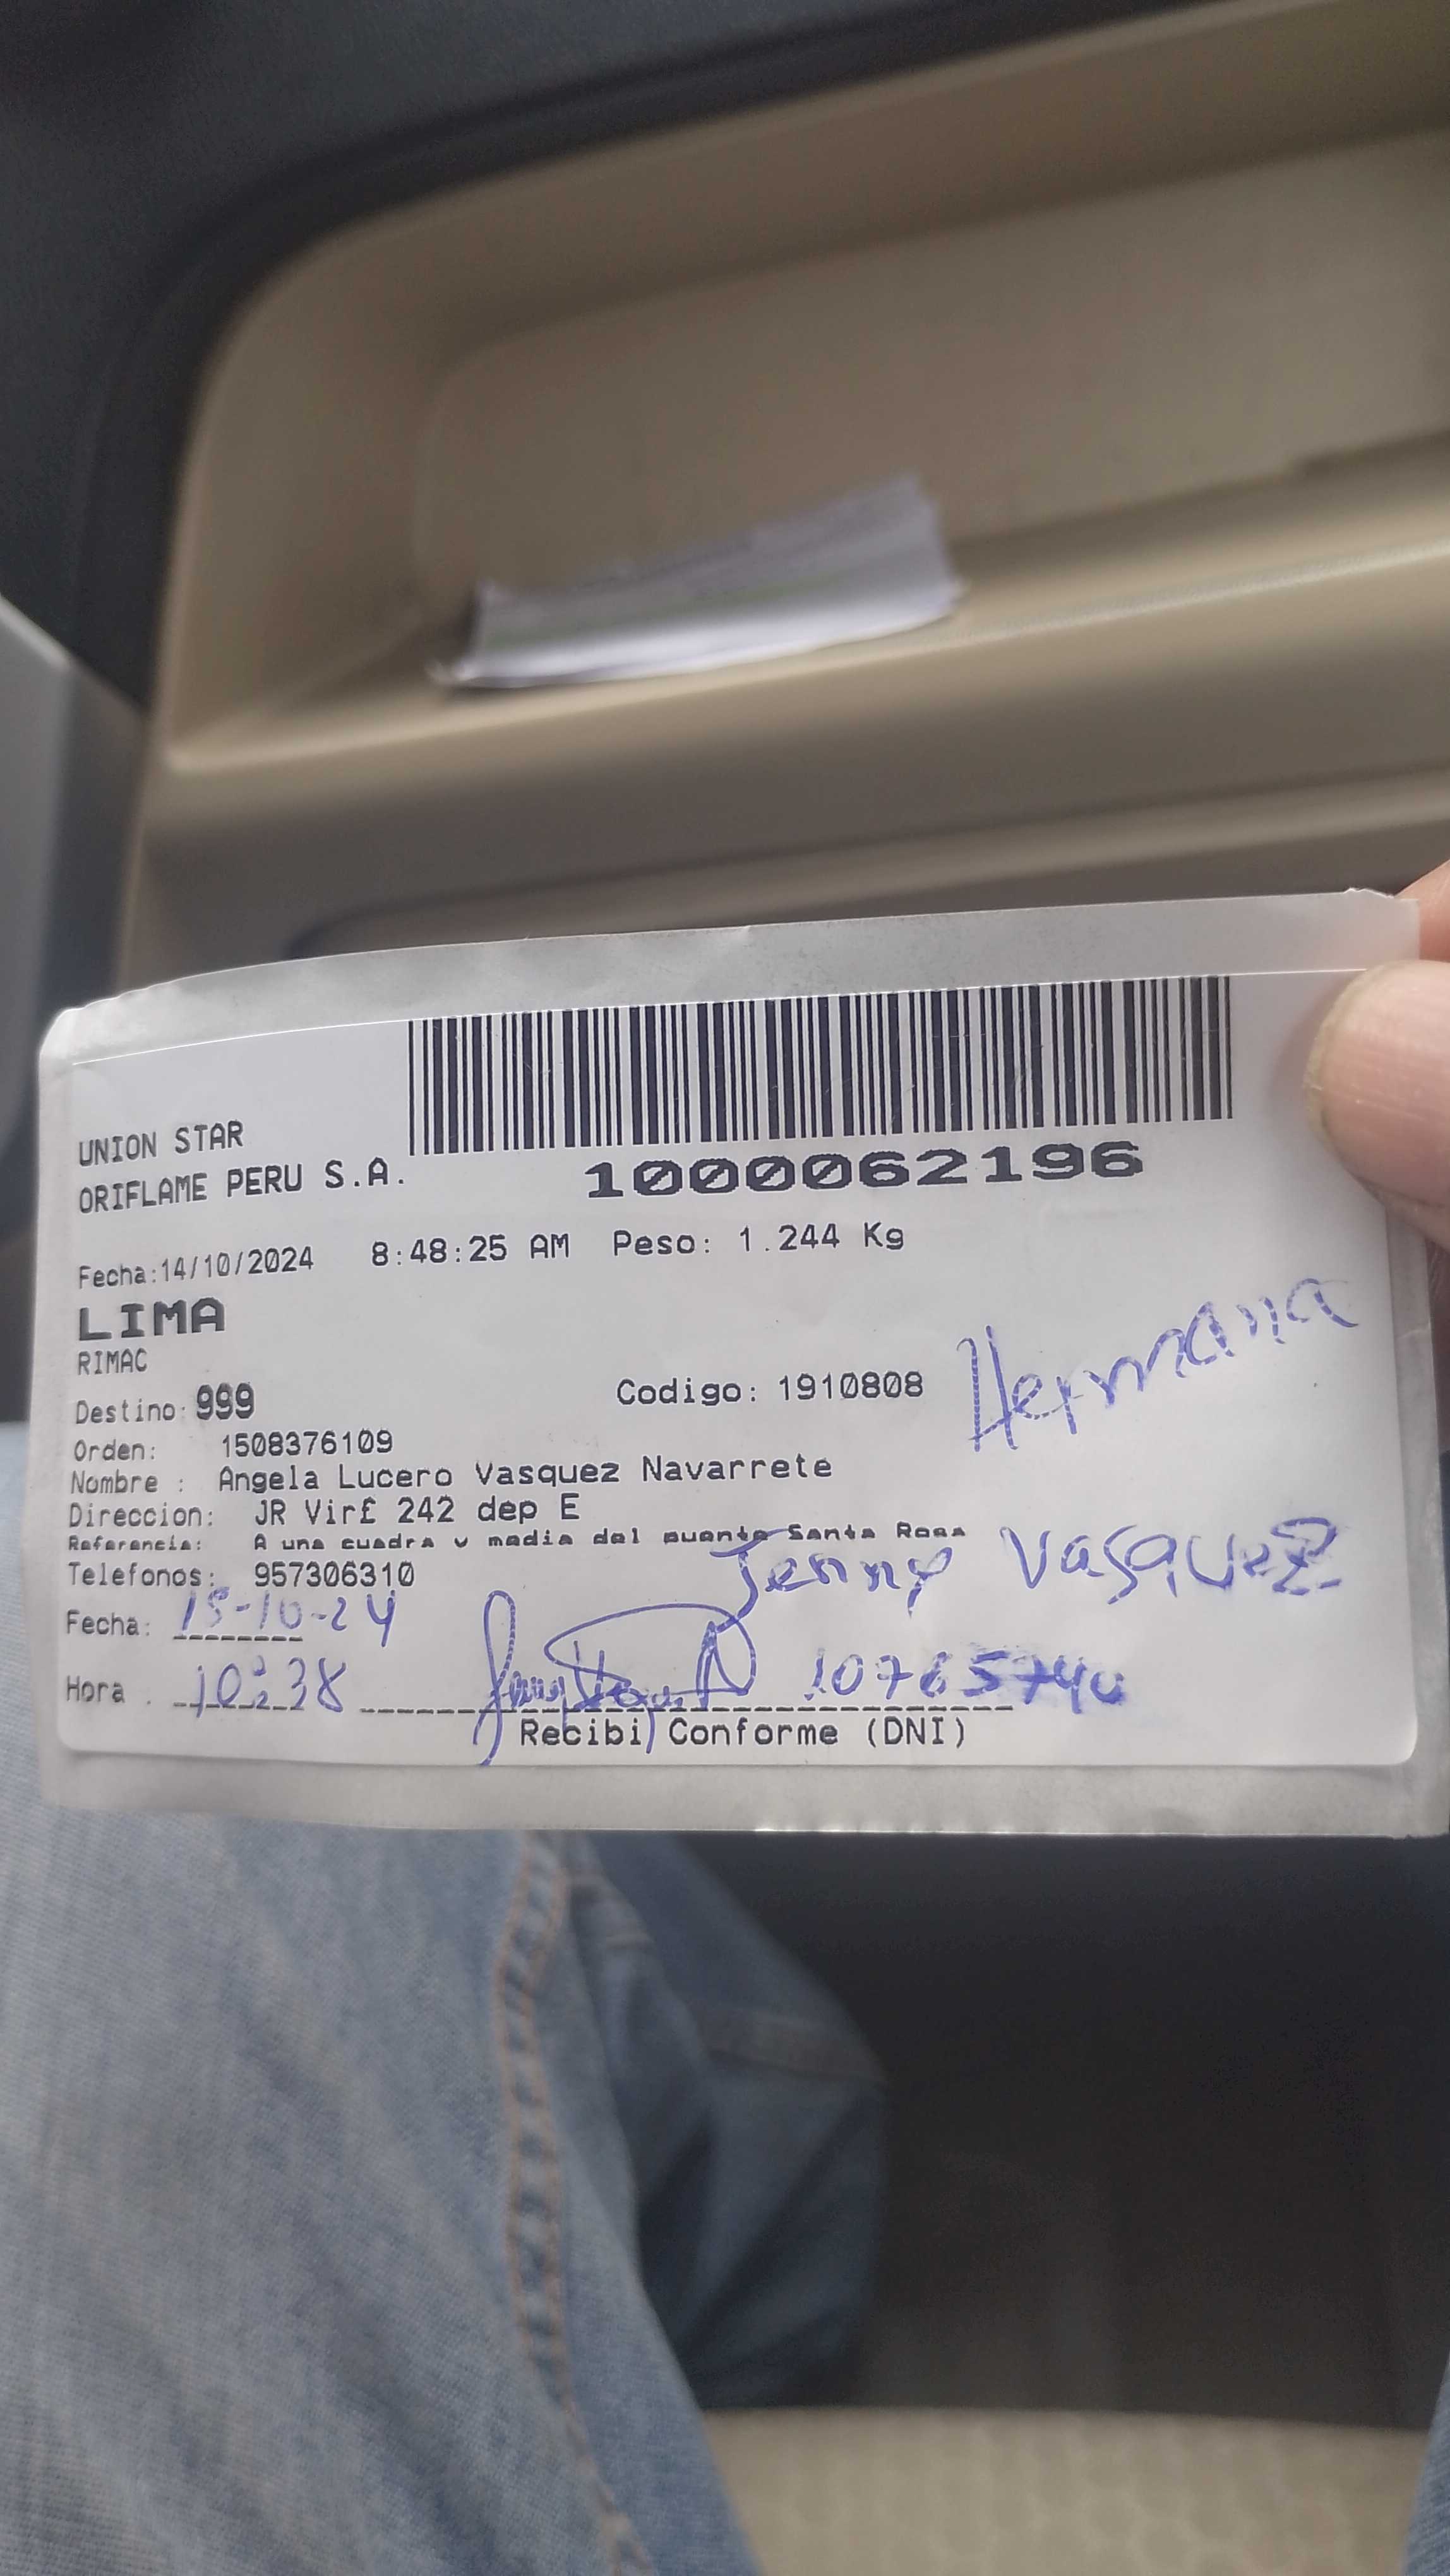 UNION STAR
ORIFLAME PERU S.A.
1000062196
Fecha:14/10/2024 8:48:25 AM Peso: 1.244 Kg
LIMA
RIMAC
Destino: 999 Codigo: 1910808
Hermana
Orden: 1508376109
Nombre : Angela Lucero Vasquez Navarrete
Direccion: JR Vir£ 242 dep E
Referencia: A una cuadra y media del puente Santa Rosa
Jenny Vasquez
Telefonos: 957306310
Fecha: 15-10-24
Hora : 10:38
Recibi Conforme (DNI)